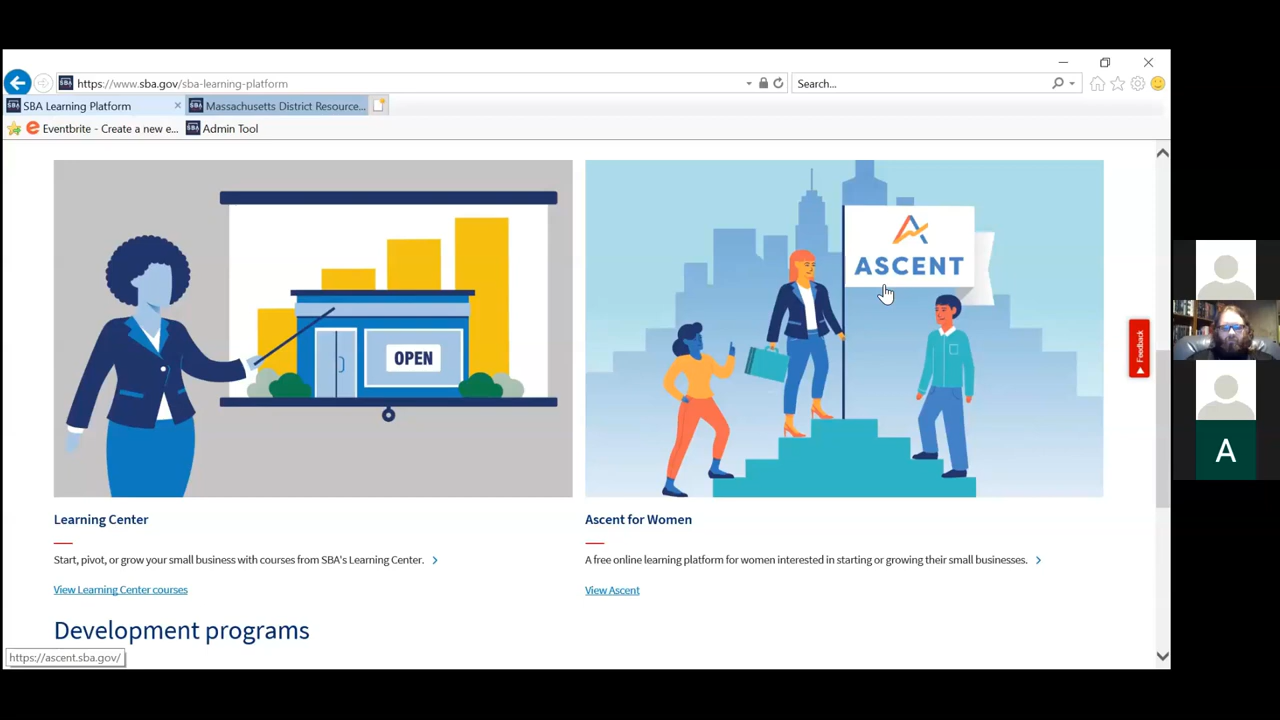 https://www.sba.gov/sba-learning-platform
Search...
SBA Learning Platform
Massachusetts District Resource...
Eventbrite - Create a new e...
Admin Tool
OPEN
ASCENT
Feedback
A
Learning Center
Ascent for Women
Start, pivot, or grow your small business with courses from SBA's Learning Center.
A free online learning platform for women interested in starting or growing their small businesses.
View Learning Center courses
View Ascent
Development programs
https://ascent.sba.gov/